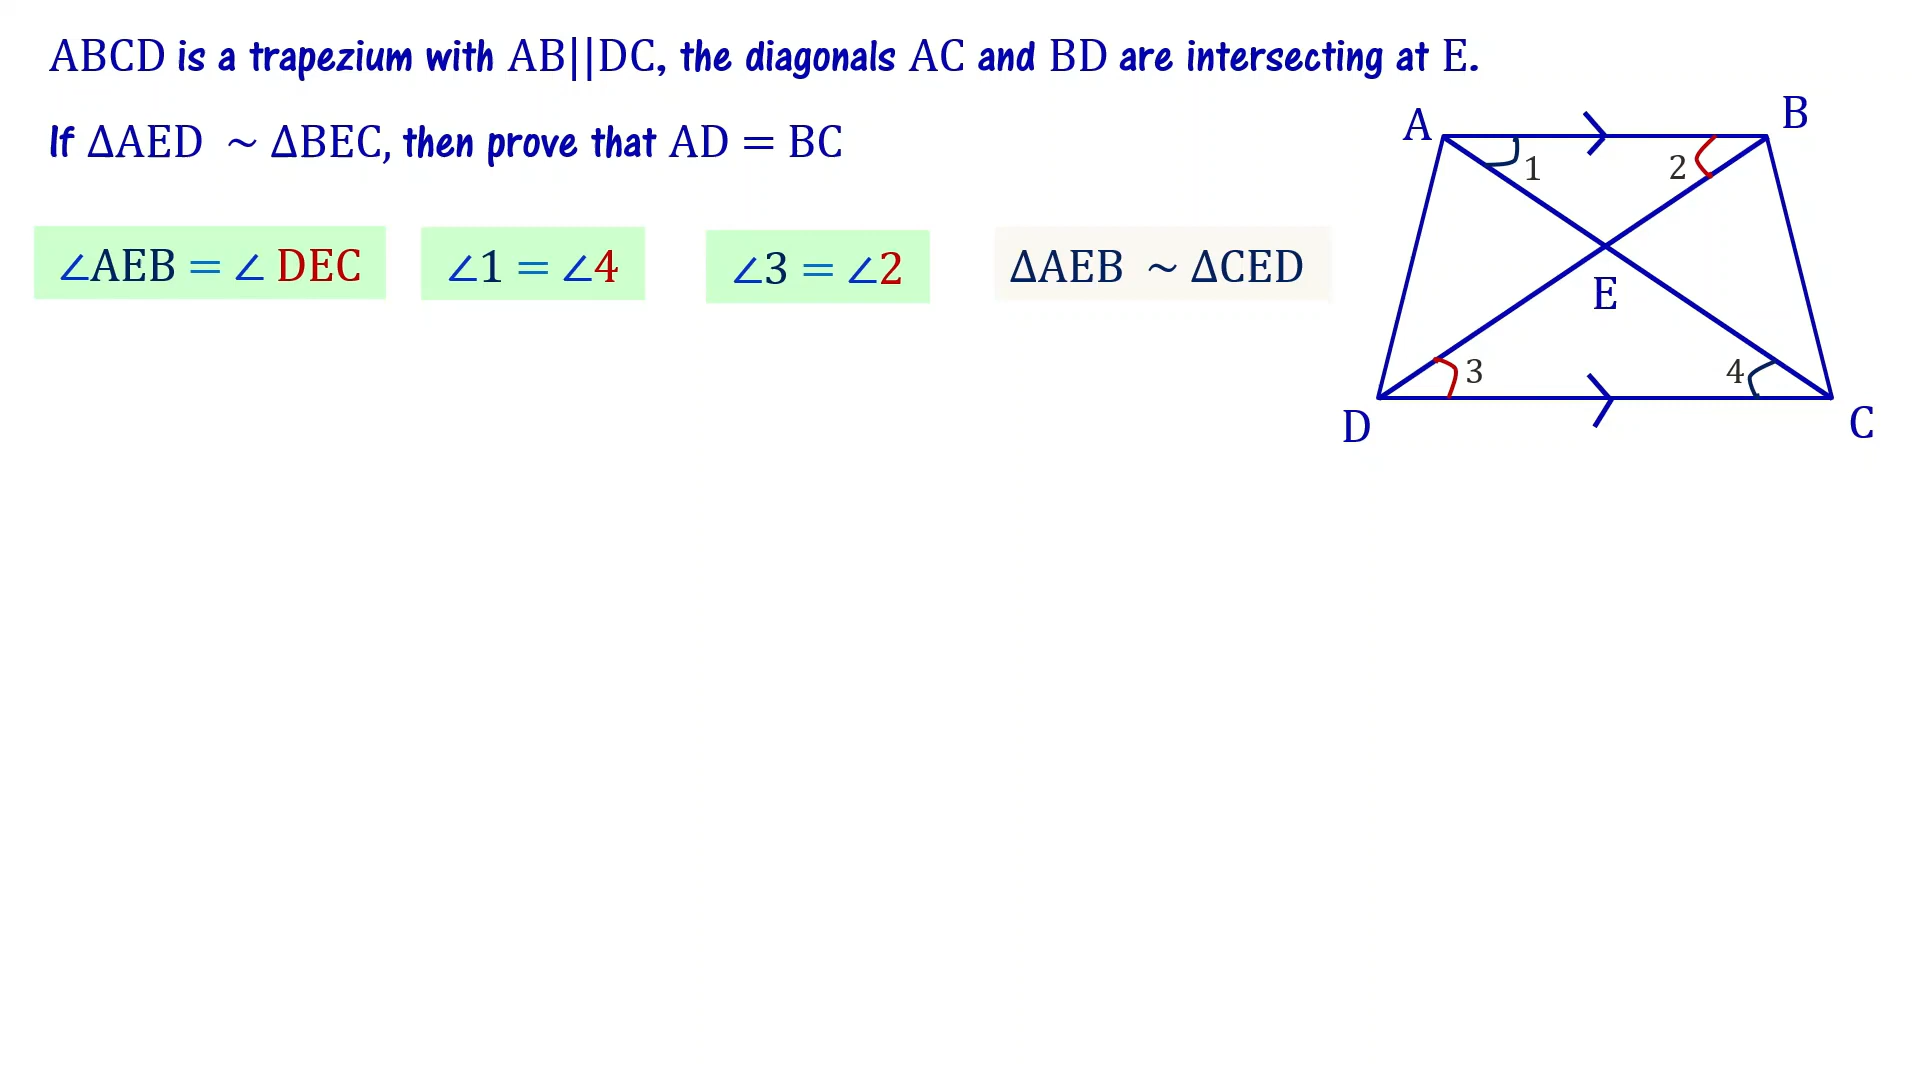 ABCD is a trapezium with AB||DC, the diagonals AC and BD are intersecting at E.
If ΔAED ~ ΔBEC, then prove that AD = BC
∠AEB = ∠ DEC
∠1 = ∠4
∠3 = ∠2
ΔAEB ~ ΔCED
A
B
1
2
E
3
4
D
C